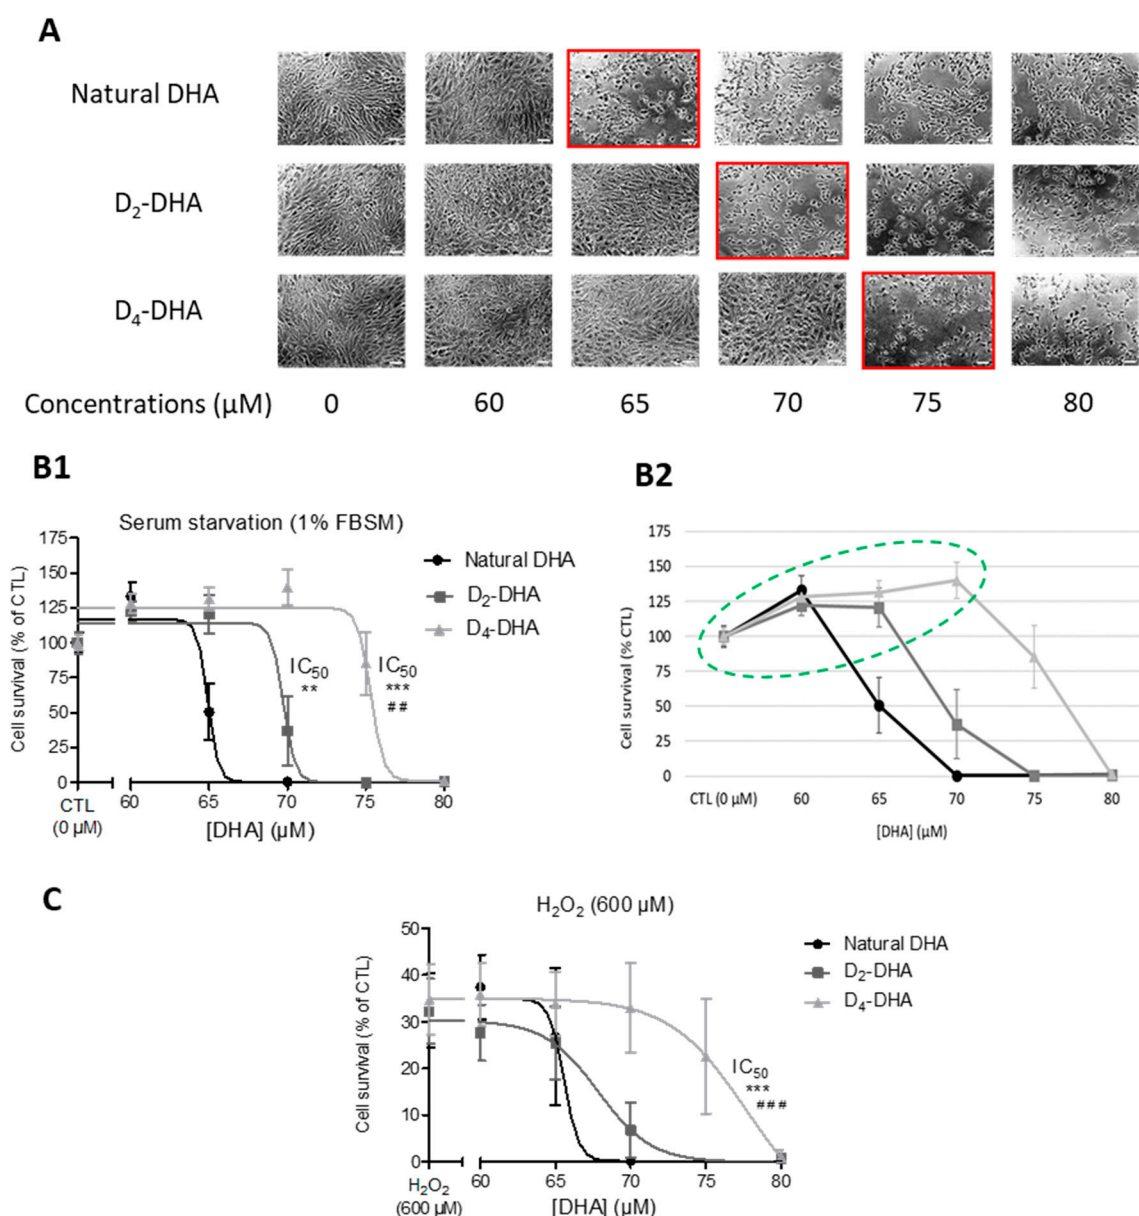 A
Natural DHA
D₂-DHA
D₄-DHA
Concentrations (µM) 0 60 65 70 75 80
B1
Serum starvation (1% FBSM)
Cell survival (% of CTL)
175
150
125
100
75
50
25
0
Natural DHA
D₂-DHA
D₄-DHA
IC₅₀
**
IC₅₀
***
##
CTL
(0 µM)
60 65 70 75 80
[DHA] (µM)
B2
Cell survival (% CTL)
175
150
125
100
75
50
25
0
CTL (0 µM) 60 65 70 75 80
[DHA] (µM)
C
H₂O₂ (600 µM)
Cell survival (% of CTL)
50
40
30
20
10
0
Natural DHA
D₂-DHA
D₄-DHA
IC₅₀
***
###
H₂O₂
(600 µM)
60 65 70 75 80
[DHA] (µM)